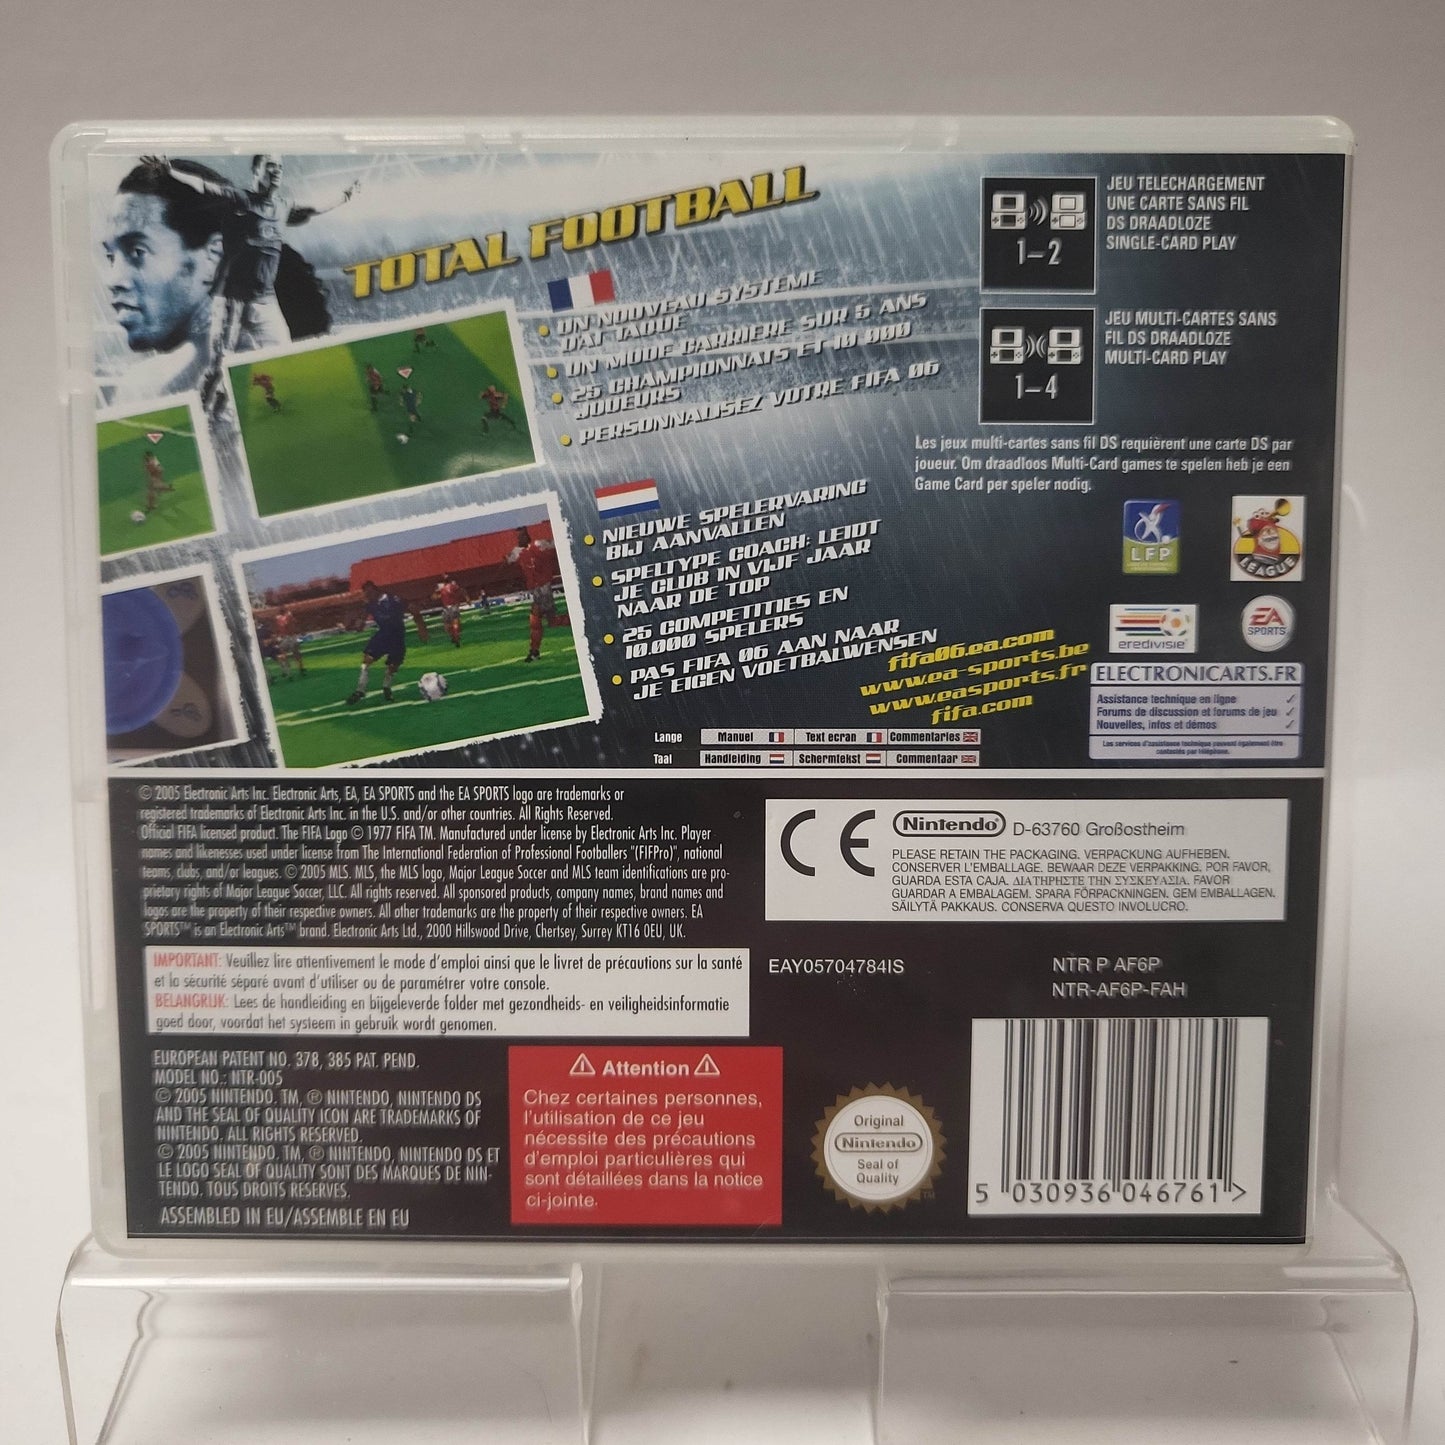 TOTAL FOOTBALL
UN NOUVEAU SYSTÈME
D'ATTAQUE
UN MODE CARRIÈRE SUR 5 ANS
25 CHAMPIONNATS ET 10 000
JOUEURS
PERSONNALISEZ VOTRE FIFA 06
NIEUWE SPELERVARING
BIJ AANVALLEN
SPELTYPE COACH: LEIDT
JE CLUB IN VIJF JAAR
NAAR DE TOP
25 COMPETITIES EN
10.000 SPELERS
PAS FIFA 06 AAN NAAR
JE EIGEN VOETBALWENSEN
fifa06.ea.com
www.ea-sports.be
www.easports.fr
fifa.com
1-2
JEU TELECHARGEMENT
UNE CARTE SANS FIL
DS DRAADLOZE
SINGLE-CARD PLAY
1-4
JEU MULTI-CARTES SANS
FIL DS DRAADLOZE
MULTI-CARD PLAY
Les jeux multi-cartes sans fil DS requièrent une carte DS par
joueur. Om draadloos Multi-Card games te spelen heb je een
Game Card per speler nodig.
LFP
LEAGUE
eredivisie
EA
SPORTS
ELECTRONICARTS.FR
Assistance technique en ligne
Forums de discussion et forums de jeu
Nouvelles, infos et démos
Les services d'assistance technique peuvent également être
contactés par téléphone.
Lange Manuel Text ecran Commentaries
Taal Handleiding Schermtekst Commentaar
© 2005 Electronic Arts Inc. Electronic Arts, EA, EA SPORTS and the EA SPORTS logo are trademarks or
registered trademarks of Electronic Arts Inc. in the U.S. and/or other countries. All Rights Reserved.
Official FIFA licensed product. The FIFA Logo © 1977 FIFA TM. Manufactured under license by Electronic Arts Inc. Player
names and likenesses used under license from The International Federation of Professional Footballers "(FIFPro)", national
teams, clubs, and/or leagues. © 2005 MLS. MLS, the MLS logo, Major League Soccer and MLS team identifications are pro-
prietary rights of Major League Soccer, LLC. All rights reserved. All sponsored products, company names, brand names and
logos are the property of their respective owners. All other trademarks are the property of their respective owners. EA
SPORTS™ is an Electronic Arts™ brand. Electronic Arts Ltd., 2000 Hillswood Drive, Chertsey, Surrey KT16 0EU, UK.
CE
Nintendo D-63760 Großostheim
PLEASE RETAIN THE PACKAGING. VERPACKUNG AUFHEBEN.
CONSERVER L'EMBALLAGE. BEWAAR DEZE VERPAKKING. POR FAVOR,
GUARDA ESTA CAJA. ΔΙΑΤΗΡΗΣΤΕ ΤΗΝ ΣΥΣΚΕΥΑΣΙΑ. FAVOR
GUARDAR A EMBALAGEM. SPARA FÖRPACKNINGEN. GEM EMBALLAGEN.
SÄILYTÄ PAKKAUS. CONSERVA QUESTO INVOLUCRO.
IMPORTANT: Veuillez lire attentivement le mode d'emploi ainsi que le livret de précautions sur la santé
et la sécurité séparé avant d'utiliser ou de paramétrer votre console.
BELANGRIJK: Lees de handleiding en bijgeleverde folder met gezondheids- en veiligheidsinformatie
goed door, voordat het systeem in gebruik wordt genomen.
EAY05704784IS
NTR P AF6P
NTR-AF6P-FAH
EUROPEAN PATENT NO. 378, 385 PAT. PEND.
MODEL NO.: NTR-005
© 2005 NINTENDO. TM, ® NINTENDO, NINTENDO DS
AND THE SEAL OF QUALITY ICON ARE TRADEMARKS OF
NINTENDO. ALL RIGHTS RESERVED.
© 2005 NINTENDO. TM, ® NINTENDO, NINTENDO DS ET
LE LOGO SEAL OF QUALITY SONT DES MARQUES DE NIN-
TENDO. TOUS DROITS RESERVES.
ASSEMBLED IN EU/ASSEMBLE EN EU
Attention
Chez certaines personnes,
l'utilisation de ce jeu
nécessite des précautions
d'emploi particulières qui
sont détaillées dans la notice
ci-jointe.
Original
Nintendo
Seal of
Quality
TM
5 030936 046761 >